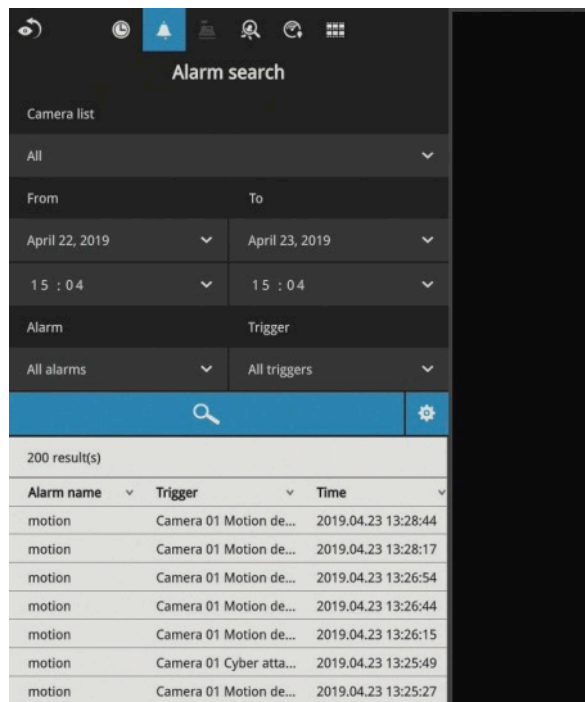 Alarm search
Camera list
All
From To
April 22, 2019 April 23, 2019
15 : 04 15 : 04
Alarm Trigger
All alarms All triggers
200 result(s)
Alarm name Trigger Time
motion Camera 01 Motion de... 2019.04.23 13:28:44
motion Camera 01 Motion de... 2019.04.23 13:28:17
motion Camera 01 Motion de... 2019.04.23 13:26:54
motion Camera 01 Motion de... 2019.04.23 13:26:44
motion Camera 01 Motion de... 2019.04.23 13:26:15
motion Camera 01 Cyber atta... 2019.04.23 13:25:49
motion Camera 01 Motion de... 2019.04.23 13:25:27